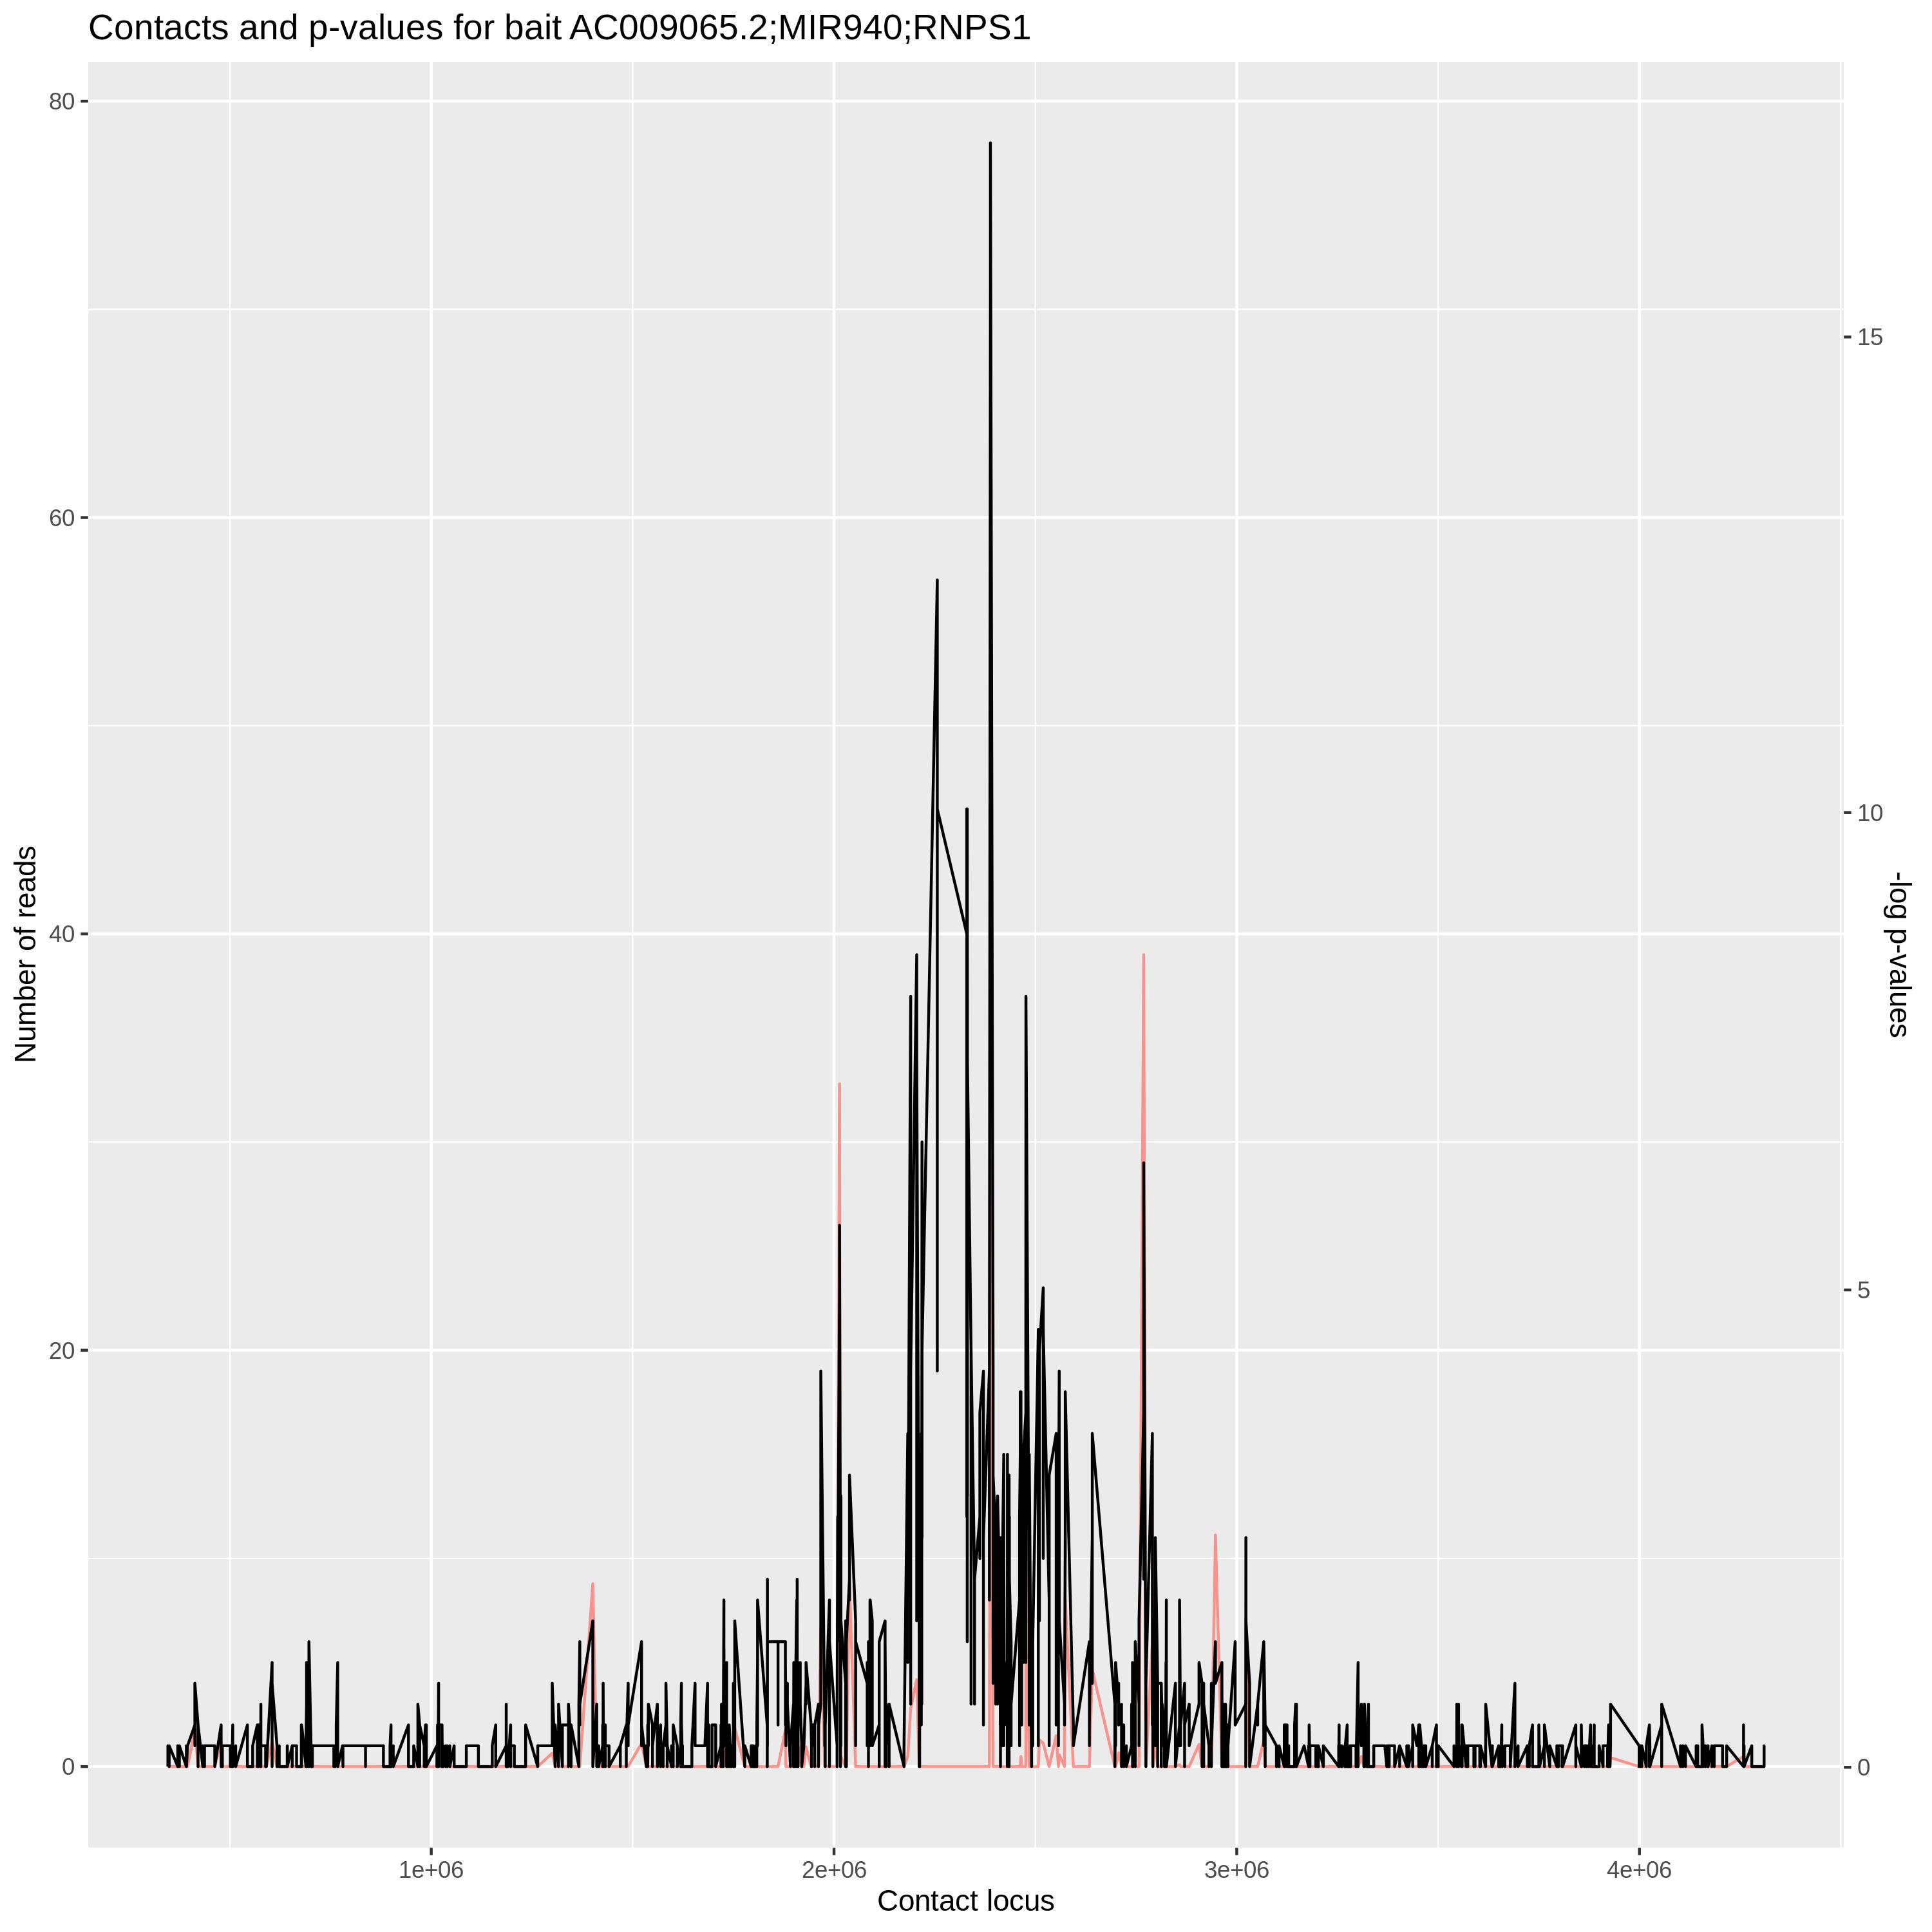 Contacts and p-values for bait AC009065.2;MIR940;RNPS1
80
60
40
20
0
Number of reads
15
10
5
0
-log p-values
1e+06
2e+06
3e+06
4e+06
Contact locus